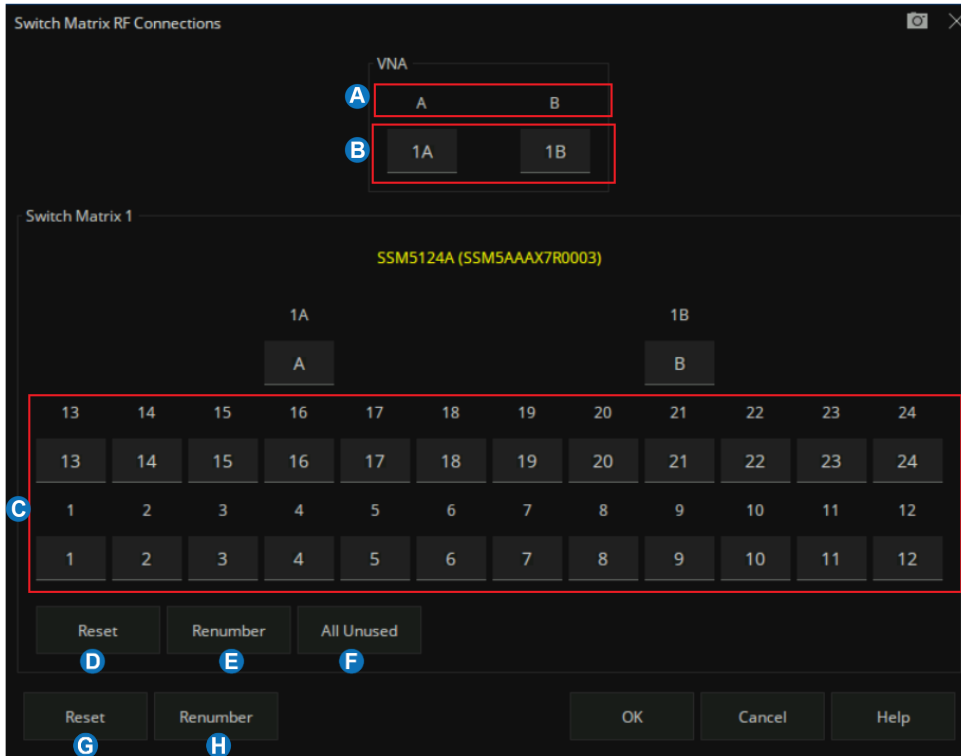 Switch Matrix RF Connections
VNA
A A B
B 1A 1B
Switch Matrix 1
SSM5124A (SSM5AAAX7R0003)
1A 1B
A B
13 14 15 16 17 18 19 20 21 22 23 24
13 14 15 16 17 18 19 20 21 22 23 24
C 1 2 3 4 5 6 7 8 9 10 11 12
1 2 3 4 5 6 7 8 9 10 11 12
Reset Renumber All Unused
D E F
Reset Renumber OK Cancel Help
G H